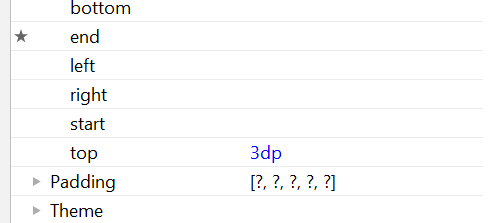 bottom
end
left
right
start
top 3dp
Padding [?, ?, ?, ?, ?]
Theme